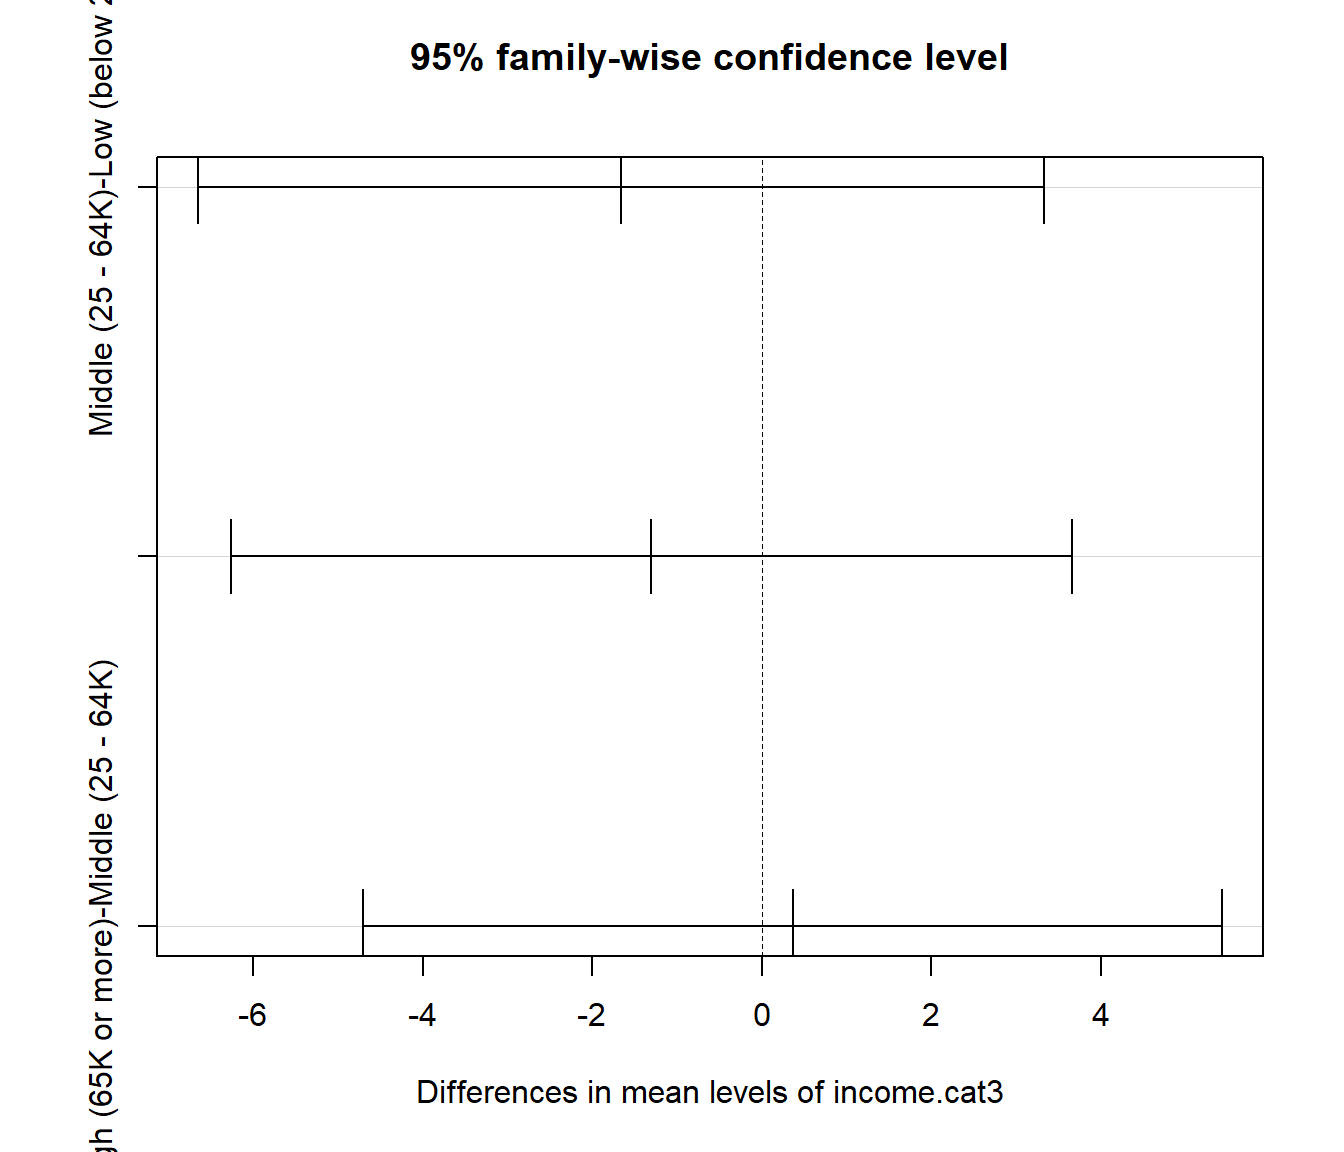 95% family-wise confidence level
Middle (25 - 64K)-Low (below
gh (65K or more)-Middle (25 - 64K)
-6 -4 -2 0 2 4
Differences in mean levels of income.cat3